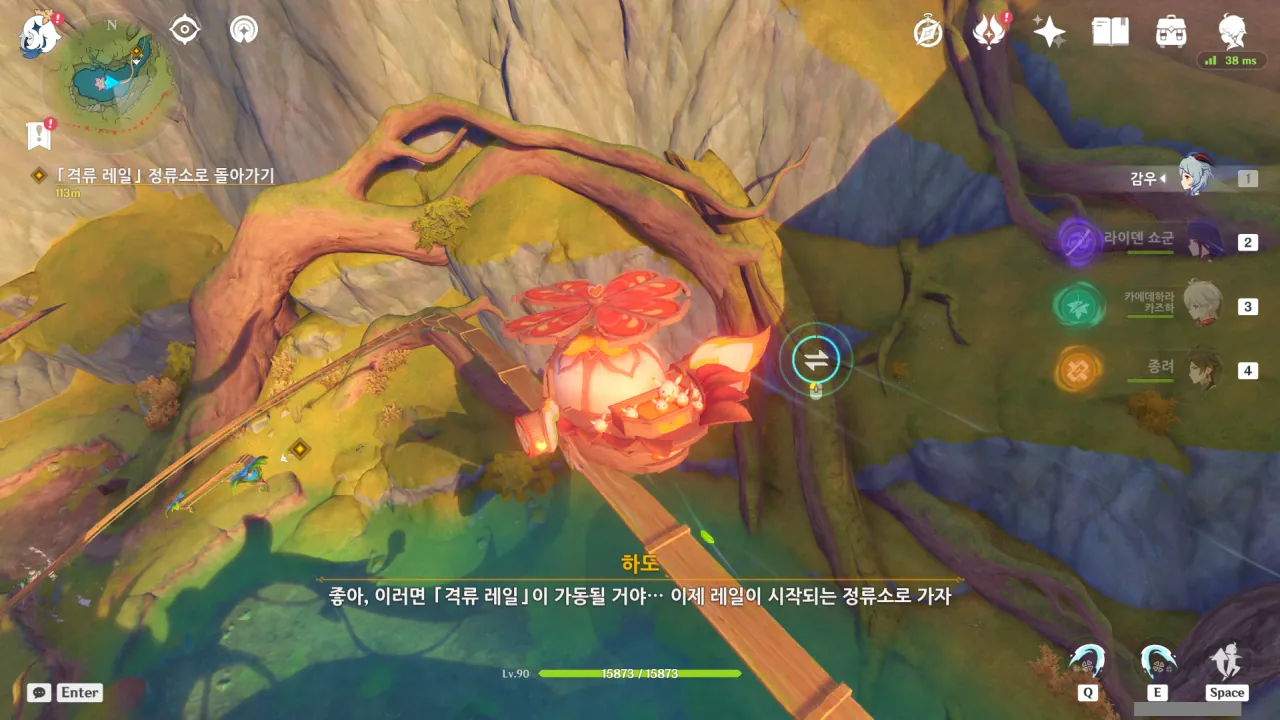 N
38 ms
「격류 레일」 정류소로 돌아가기
113m
감우
1
라이덴 쇼군
2
카에데하라
카즈하
3
종려
4
하도
좋아, 이러면 「격류 레일」이 가동될 거야… 이제 레일이 시작되는 정류소로 가자
Lv.90
15873 / 15873
Enter
Q
E
Space